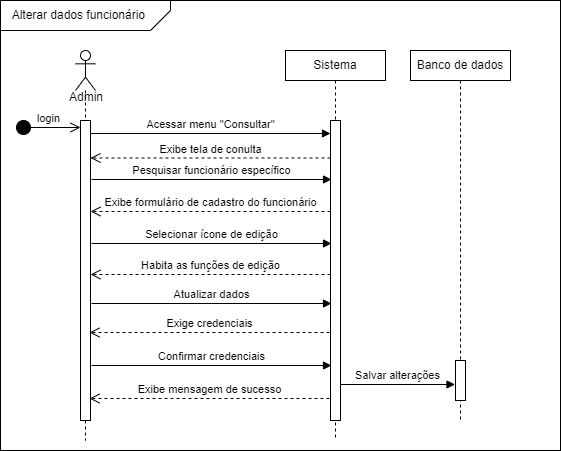 Alterar dados funcionário
Sistema
Banco de dados
Admin
login
Acessar menu "Consultar"
Exibe tela de conulta
Pesquisar funcionário específico
Exibe formulário de cadastro do funcionário
Selecionar ícone de edição
Habita as funções de edição
Atualizar dados
Exige credenciais
Confirmar credenciais
Salvar alterações
Exibe mensagem de sucesso